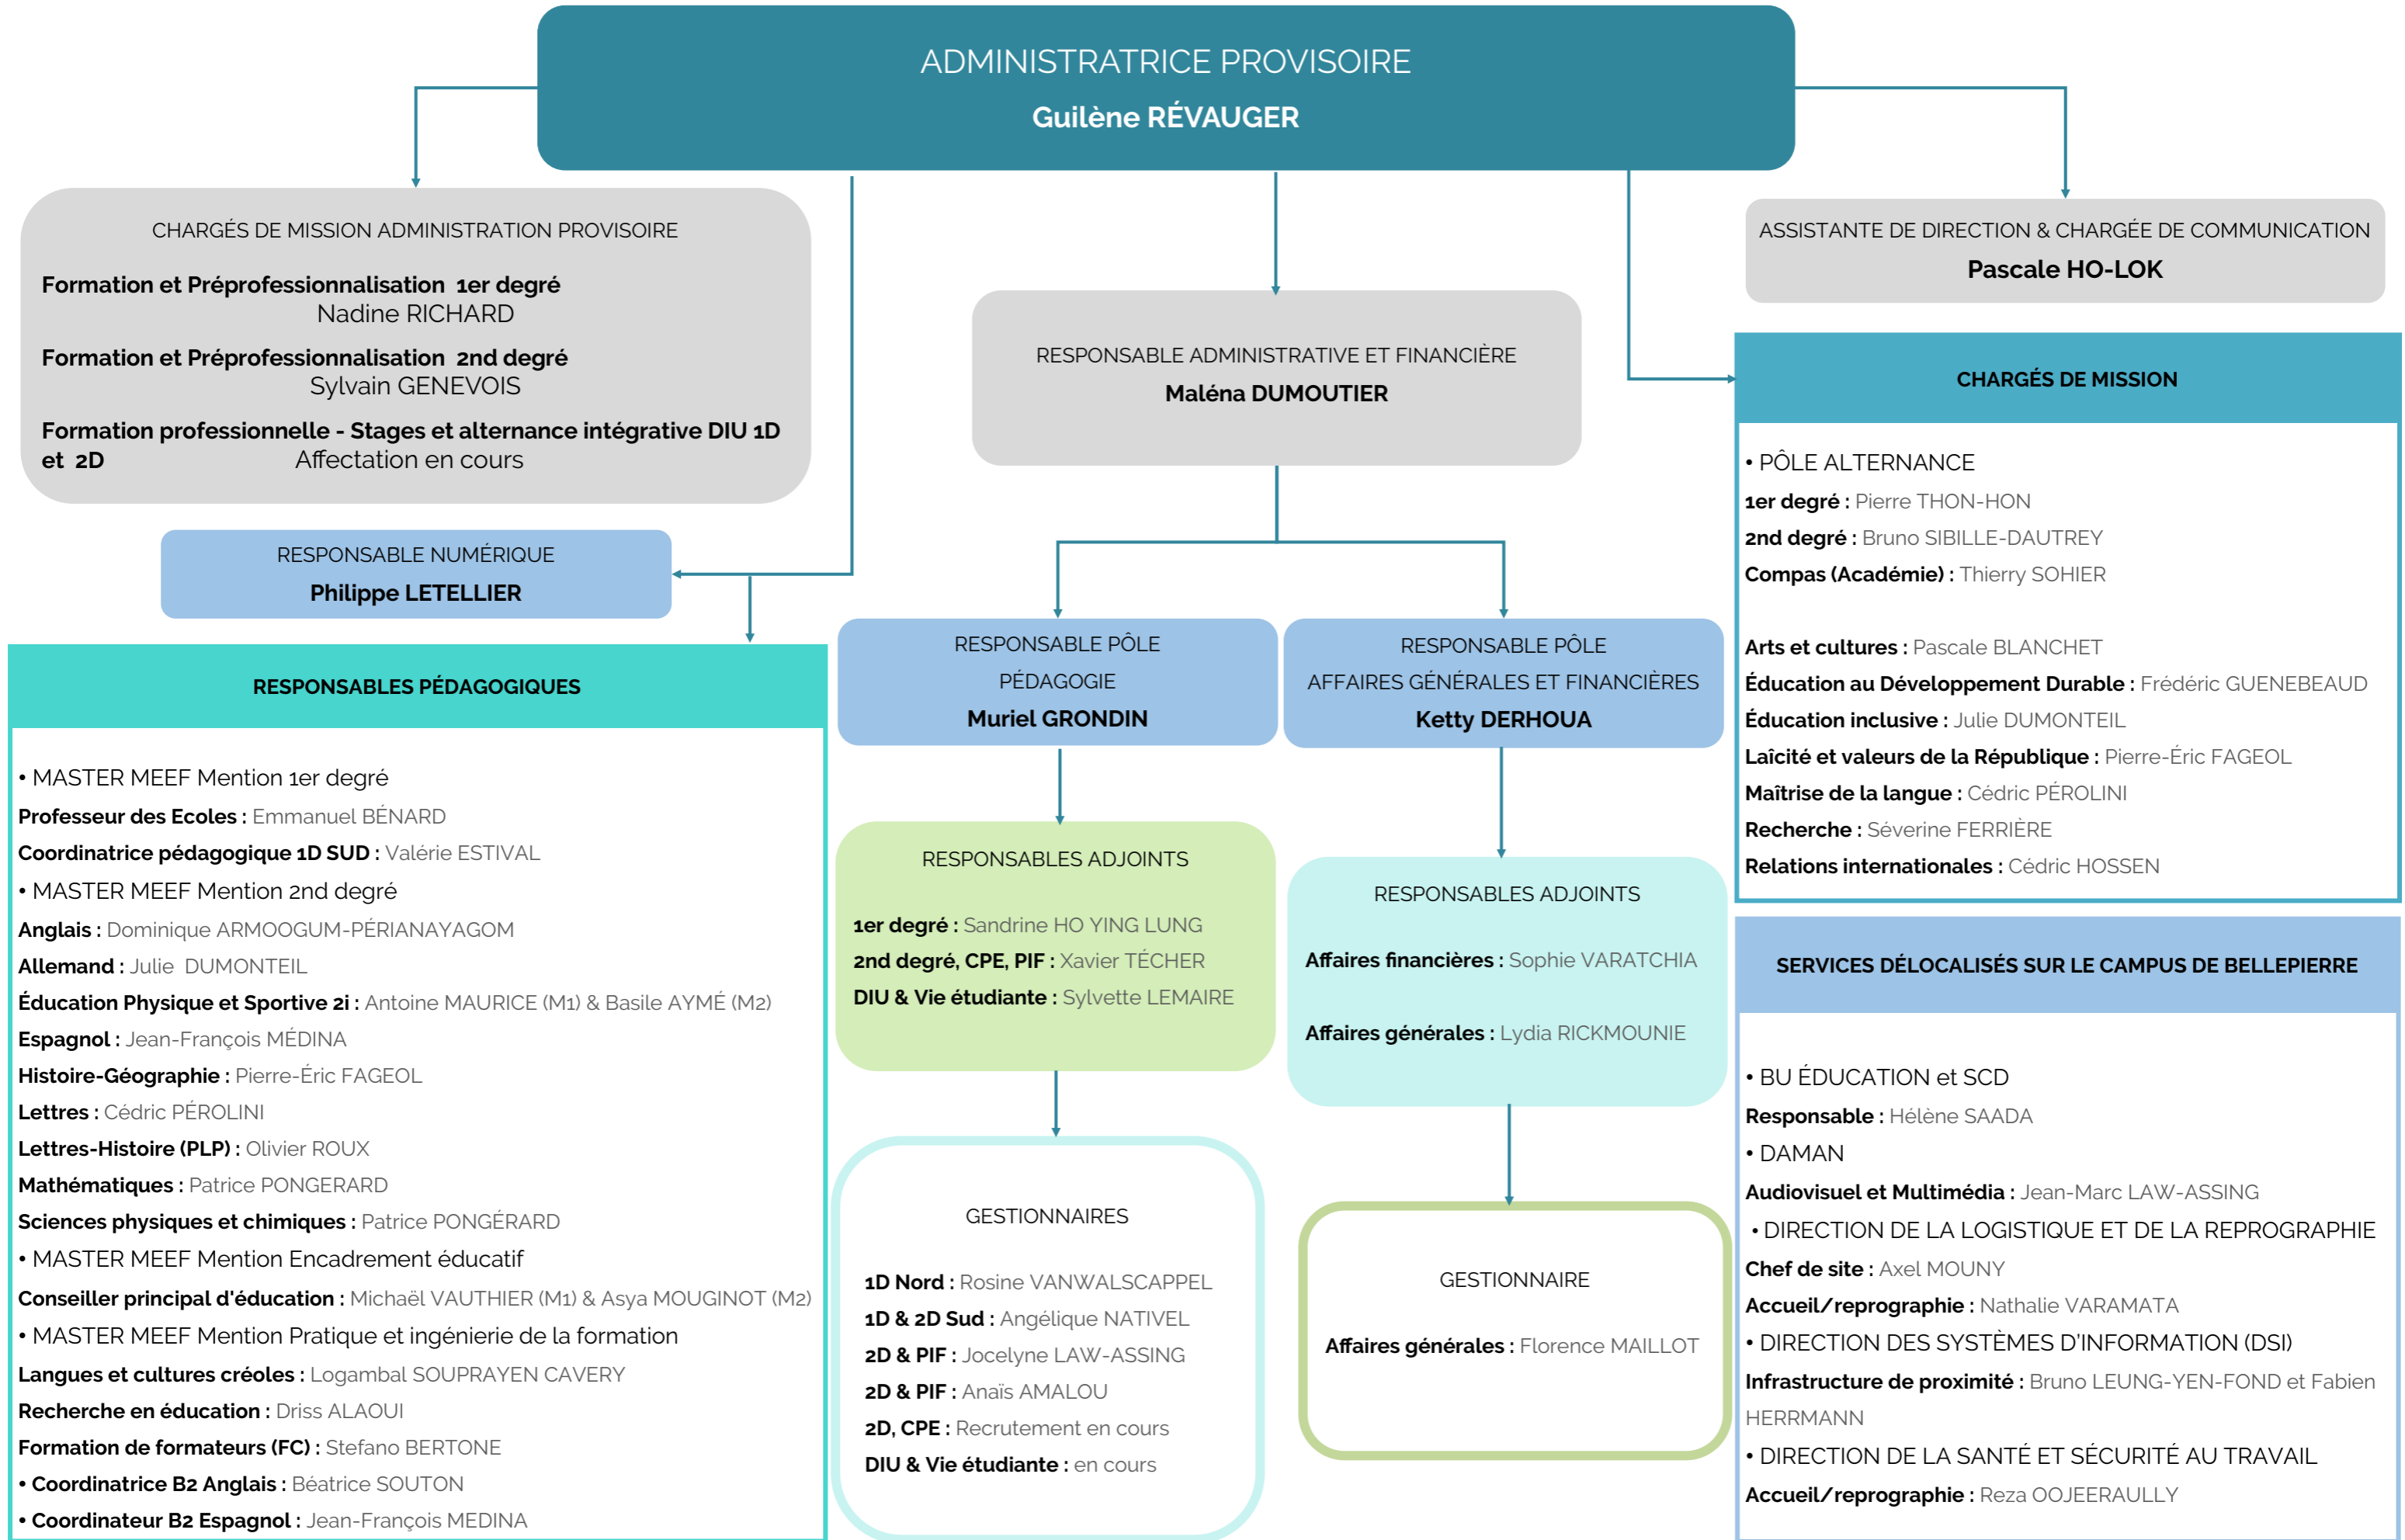 ADMINISTRATRICE PROVISOIRE
Guilène RÉVAUGER
CHARGÉS DE MISSION ADMINISTRATION PROVISOIRE
Formation et Préprofessionnalisation 1er degré
Nadine RICHARD
Formation et Préprofessionnalisation 2nd degré
Sylvain GENEVOIS
Formation professionnelle - Stages et alternance intégrative DIU 1D
et 2D Affectation en cours
ASSISTANTE DE DIRECTION & CHARGÉE DE COMMUNICATION
Pascale HO-LOK
RESPONSABLE ADMINISTRATIVE ET FINANCIÈRE
Maléna DUMOUTIER
RESPONSABLE NUMÉRIQUE
Philippe LETELLIER
RESPONSABLES PÉDAGOGIQUES
• MASTER MEEF Mention 1er degré
Professeur des Ecoles : Emmanuel BÉNARD
Coordinatrice pédagogique 1D SUD : Valérie ESTIVAL
• MASTER MEEF Mention 2nd degré
Anglais : Dominique ARMOOGUM-PÉRIANAYAGOM
Allemand : Julie DUMONTEIL
Éducation Physique et Sportive 2i : Antoine MAURICE (M1) & Basile AYMÉ (M2)
Espagnol : Jean-François MÉDINA
Histoire-Géographie : Pierre-Éric FAGEOL
Lettres : Cédric PÉROLINI
Lettres-Histoire (PLP) : Olivier ROUX
Mathématiques : Patrice PONGERARD
Sciences physiques et chimiques : Patrice PONGÉRARD
• MASTER MEEF Mention Encadrement éducatif
Conseiller principal d'éducation : Michaël VAUTHIER (M1) & Asya MOUGINOT (M2)
• MASTER MEEF Mention Pratique et ingénierie de la formation
Langues et cultures créoles : Logambal SOUPRAYEN CAVERY
Recherche en éducation : Driss ALAOUI
Formation de formateurs (FC) : Stefano BERTONE
• Coordinatrice B2 Anglais : Béatrice SOUTON
• Coordinateur B2 Espagnol : Jean-François MEDINA
RESPONSABLE PÔLE
PÉDAGOGIE
Muriel GRONDIN
RESPONSABLES ADJOINTS
1er degré : Sandrine HO YING LUNG
2nd degré, CPE, PIF : Xavier TÉCHER
DIU & Vie étudiante : Sylvette LEMAIRE
GESTIONNAIRES
1D Nord : Rosine VANWALSCAPPEL
1D & 2D Sud : Angélique NATIVEL
2D & PIF : Jocelyne LAW-ASSING
2D & PIF : Anaïs AMALOU
2D, CPE : Recrutement en cours
DIU & Vie étudiante : en cours
RESPONSABLE PÔLE
AFFAIRES GÉNÉRALES ET FINANCIÈRES
Ketty DERHOUA
RESPONSABLES ADJOINTS
Affaires financières : Sophie VARATCHIA
Affaires générales : Lydia RICKMOUNIE
GESTIONNAIRE
Affaires générales : Florence MAILLOT
CHARGÉS DE MISSION
• PÔLE ALTERNANCE
1er degré : Pierre THON-HON
2nd degré : Bruno SIBILLE-DAUTREY
Compas (Académie) : Thierry SOHIER
Arts et cultures : Pascale BLANCHET
Éducation au Développement Durable : Frédéric GUENEBEAUD
Éducation inclusive : Julie DUMONTEIL
Laîcité et valeurs de la République : Pierre-Éric FAGEOL
Maîtrise de la langue : Cédric PÉROLINI
Recherche : Séverine FERRIÈRE
Relations internationales : Cédric HOSSEN
SERVICES DÉLOCALISÉS SUR LE CAMPUS DE BELLEPIERRE
• BU ÉDUCATION et SCD
Responsable : Hélène SAADA
• DAMAN
Audiovisuel et Multimédia : Jean-Marc LAW-ASSING
• DIRECTION DE LA LOGISTIQUE ET DE LA REPROGRAPHIE
Chef de site : Axel MOUNY
Accueil/reprographie : Nathalie VARAMATA
• DIRECTION DES SYSTÈMES D'INFORMATION (DSI)
Infrastructure de proximité : Bruno LEUNG-YEN-FOND et Fabien
HERRMANN
• DIRECTION DE LA SANTÉ ET SÉCURITÉ AU TRAVAIL
Accueil/reprographie : Reza OOJEERAULLY